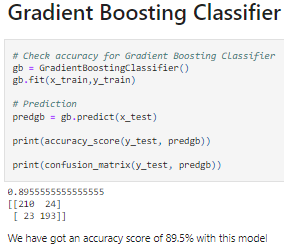 Gradient Boosting Classifier
# Check accuracy for Gradient Boosting Classifier
gb = GradientBoostingClassifier()
gb.fit(x_train,y_train)
# Prediction
predgb = gb.predict(x_test)
print(accuracy_score(y_test, predgb))
print(confusion_matrix(y_test, predgb))
0.8955555555555555
[[210  24]
 [ 23 193]]
We have got an accuracy score of 89.5% with this model